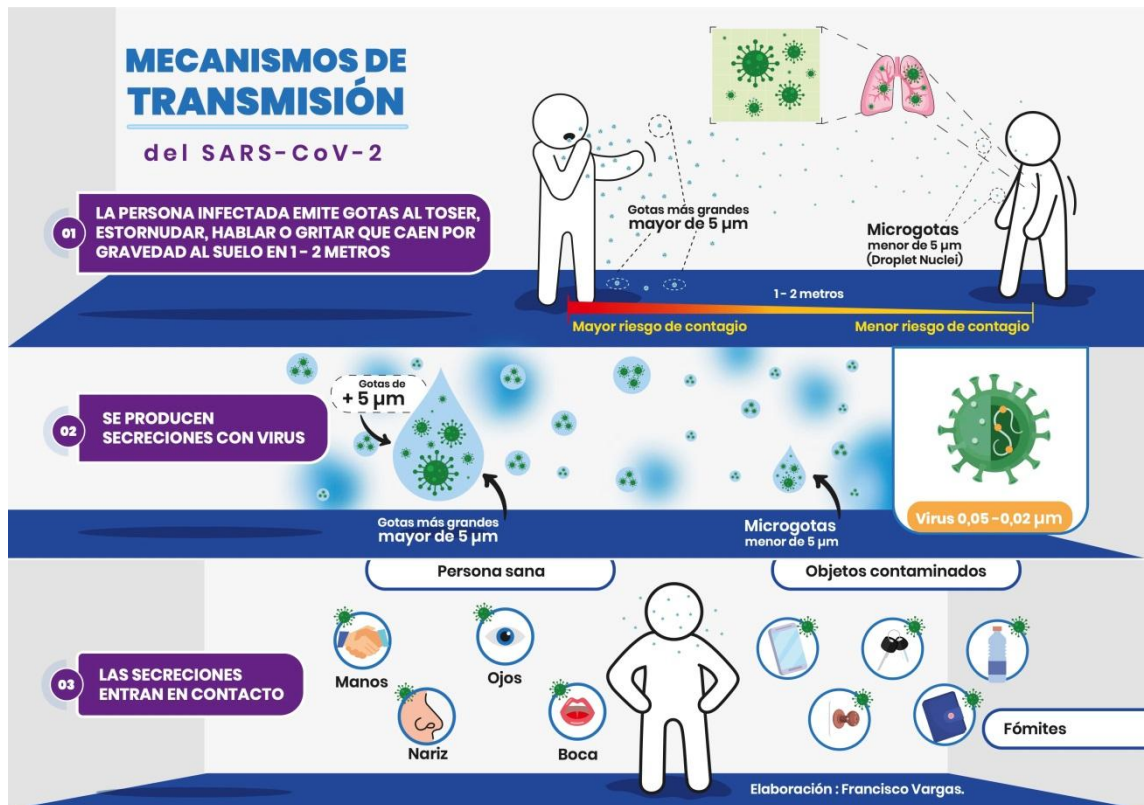 MECANISMOS DE
TRANSMISIÓN
del SARS-CoV-2
01
LA PERSONA INFECTADA EMITE GOTAS AL TOSER,
ESTORNUDAR, HABLAR O GRITAR QUE CAEN POR
GRAVEDAD AL SUELO EN 1 - 2 METROS
Gotas más grandes
mayor de 5 µm
Microgotas
menor de 5 µm
(Droplet Nuclei)
1 - 2 metros
Mayor riesgo de contagio
Menor riesgo de contagio
02
SE PRODUCEN
SECRECIONES CON VIRUS
Gotas de
+ 5 µm
Gotas más grandes
mayor de 5 µm
Microgotas
menor de 5 µm
Virus 0,05 -0,02 µm
03
LAS SECRECIONES
ENTRAN EN CONTACTO
Persona sana
Manos
Ojos
Nariz
Boca
Objetos contaminados
Fómites
Elaboración : Francisco Vargas.